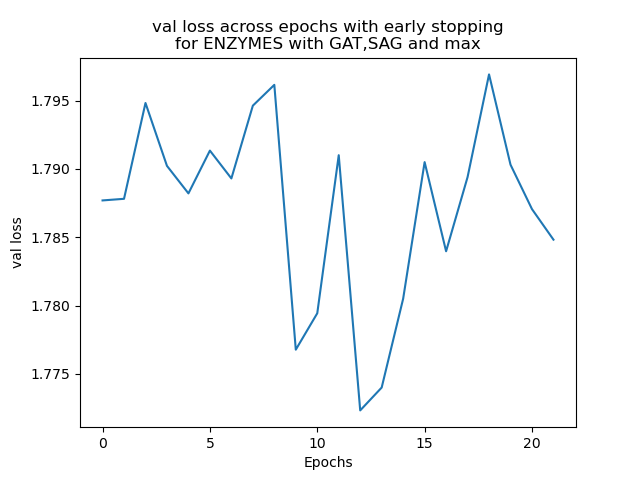 val loss across epochs with early stopping
for ENZYMES with GAT,SAG and max
1.795
1.790
1.785
1.780
1.775
val loss
0 5 10 15 20
Epochs